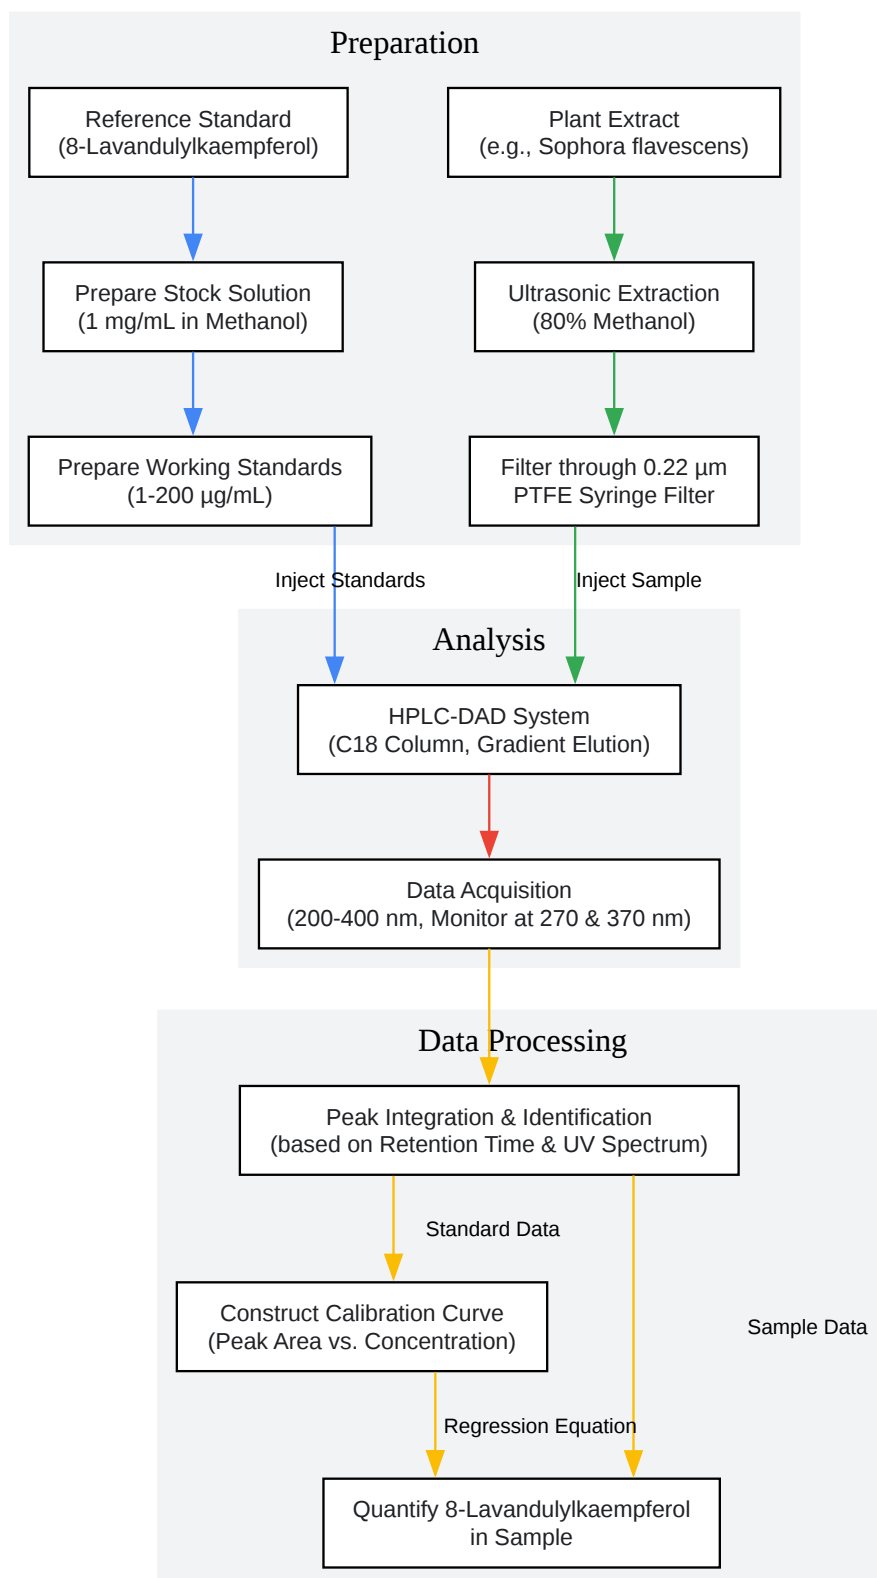 Preparation
Reference Standard
(8-Lavandulylkaempferol)
Plant Extract
(e.g., Sophora flavescens)
Prepare Stock Solution
(1 mg/mL in Methanol)
Ultrasonic Extraction
(80% Methanol)
Prepare Working Standards
(1-200 µg/mL)
Filter through 0.22 µm
PTFE Syringe Filter
Inject Standards
Inject Sample
Analysis
HPLC-DAD System
(C18 Column, Gradient Elution)
Data Acquisition
(200-400 nm, Monitor at 270 & 370 nm)
Data Processing
Peak Integration & Identification
(based on Retention Time & UV Spectrum)
Standard Data
Construct Calibration Curve
(Peak Area vs. Concentration)
Sample Data
Regression Equation
Quantify 8-Lavandulylkaempferol
in Sample